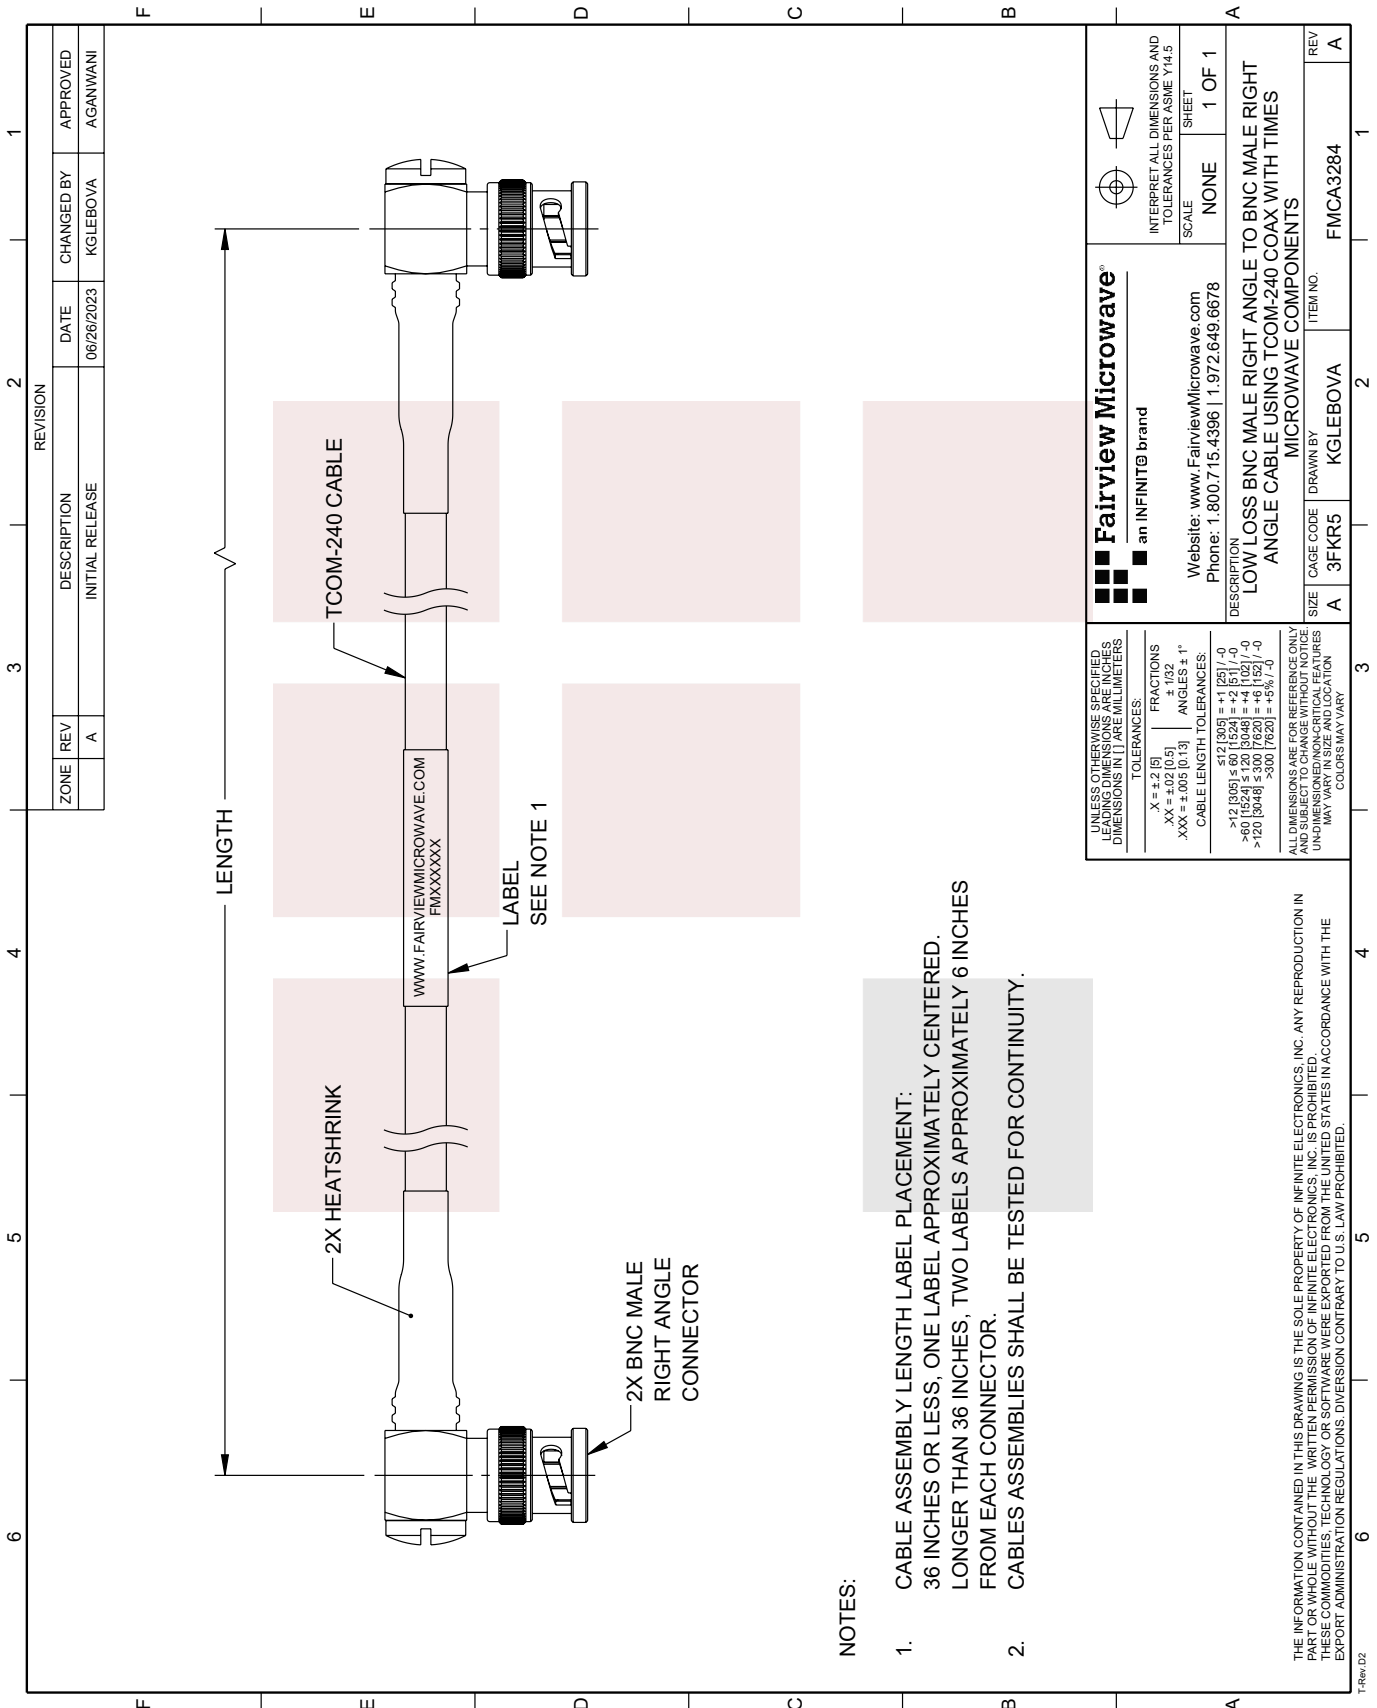 6
5
4
3
2
1
F
E
D
C
B
A
REVISION
ZONE
REV
DESCRIPTION
DATE
CHANGED BY
APPROVED
A
INITIAL RELEASE
06/26/2023
KGLEBOVA
AGANWANI
LENGTH
2X HEATSHRINK
TCOM-240 CABLE
WWW.FAIRVIEWMICROWAVE.COM
FMXXXXXX
LABEL
SEE NOTE 1
2X BNC MALE
RIGHT ANGLE
CONNECTOR
NOTES:
1. CABLE ASSEMBLY LENGTH LABEL PLACEMENT:
36 INCHES OR LESS, ONE LABEL APPROXIMATELY CENTERED.
LONGER THAN 36 INCHES, TWO LABELS APPROXIMATELY 6 INCHES
FROM EACH CONNECTOR.
2. CABLES ASSEMBLIES SHALL BE TESTED FOR CONTINUITY.
THE INFORMATION CONTAINED IN THIS DRAWING IS THE SOLE PROPERTY OF INFINITE ELECTRONICS, INC. ANY REPRODUCTION IN
PART OR WHOLE WITHOUT THE WRITTEN PERMISSION OF INFINITE ELECTRONICS, INC. IS PROHIBITED.
THESE COMMODITIES, TECHNOLOGY OR SOFTWARE WERE EXPORTED FROM THE UNITED STATES IN ACCORDANCE WITH THE
EXPORT ADMINISTRATION REGULATIONS. DIVERSION CONTRARY TO U.S. LAW PROHIBITED.
UNLESS OTHERWISE SPECIFIED
LEADING DIMENSIONS ARE INCHES
DIMENSIONS IN [ ] ARE MILLIMETERS
TOLERANCES:
.X = ±.2 [5]
.XX = ±.02 [0.5]
.XXX = ±.005 [0.13]
FRACTIONS
± 1/32
ANGLES ± 1°
CABLE LENGTH TOLERANCES:
≤12 [305] = +1 [25] / -0
>12 [305] ≤ 60 [1524] = +2 [51] / -0
>60 [1524] ≤ 120 [3048] = +4 [102] / -0
>120 [3048] ≤ 300 [7620] = +6 [152] / -0
>300 [7620] = +5% / -0
ALL DIMENSIONS ARE FOR REFERENCE ONLY
AND SUBJECT TO CHANGE WITHOUT NOTICE.
UN-DIMENSIONED/NON-CRITICAL FEATURES
MAY VARY IN SIZE AND LOCATION
COLORS MAY VARY
Fairview Microwave®
an INFINITE brand
Website: www.FairviewMicrowave.com
Phone: 1.800.715.4396 | 1.972.649.6678
INTERPRET ALL DIMENSIONS AND
TOLERANCES PER ASME Y14.5
SCALE
NONE
SHEET
1 OF 1
DESCRIPTION
LOW LOSS BNC MALE RIGHT ANGLE TO BNC MALE RIGHT
ANGLE CABLE USING TCOM-240 COAX WITH TIMES
MICROWAVE COMPONENTS
SIZE
A
CAGE CODE
3FKR5
DRAWN BY
KGLEBOVA
ITEM NO.
FMCA3284
REV
A
F
E
D
C
B
A
T-Rev.D2
6
5
4
3
2
1